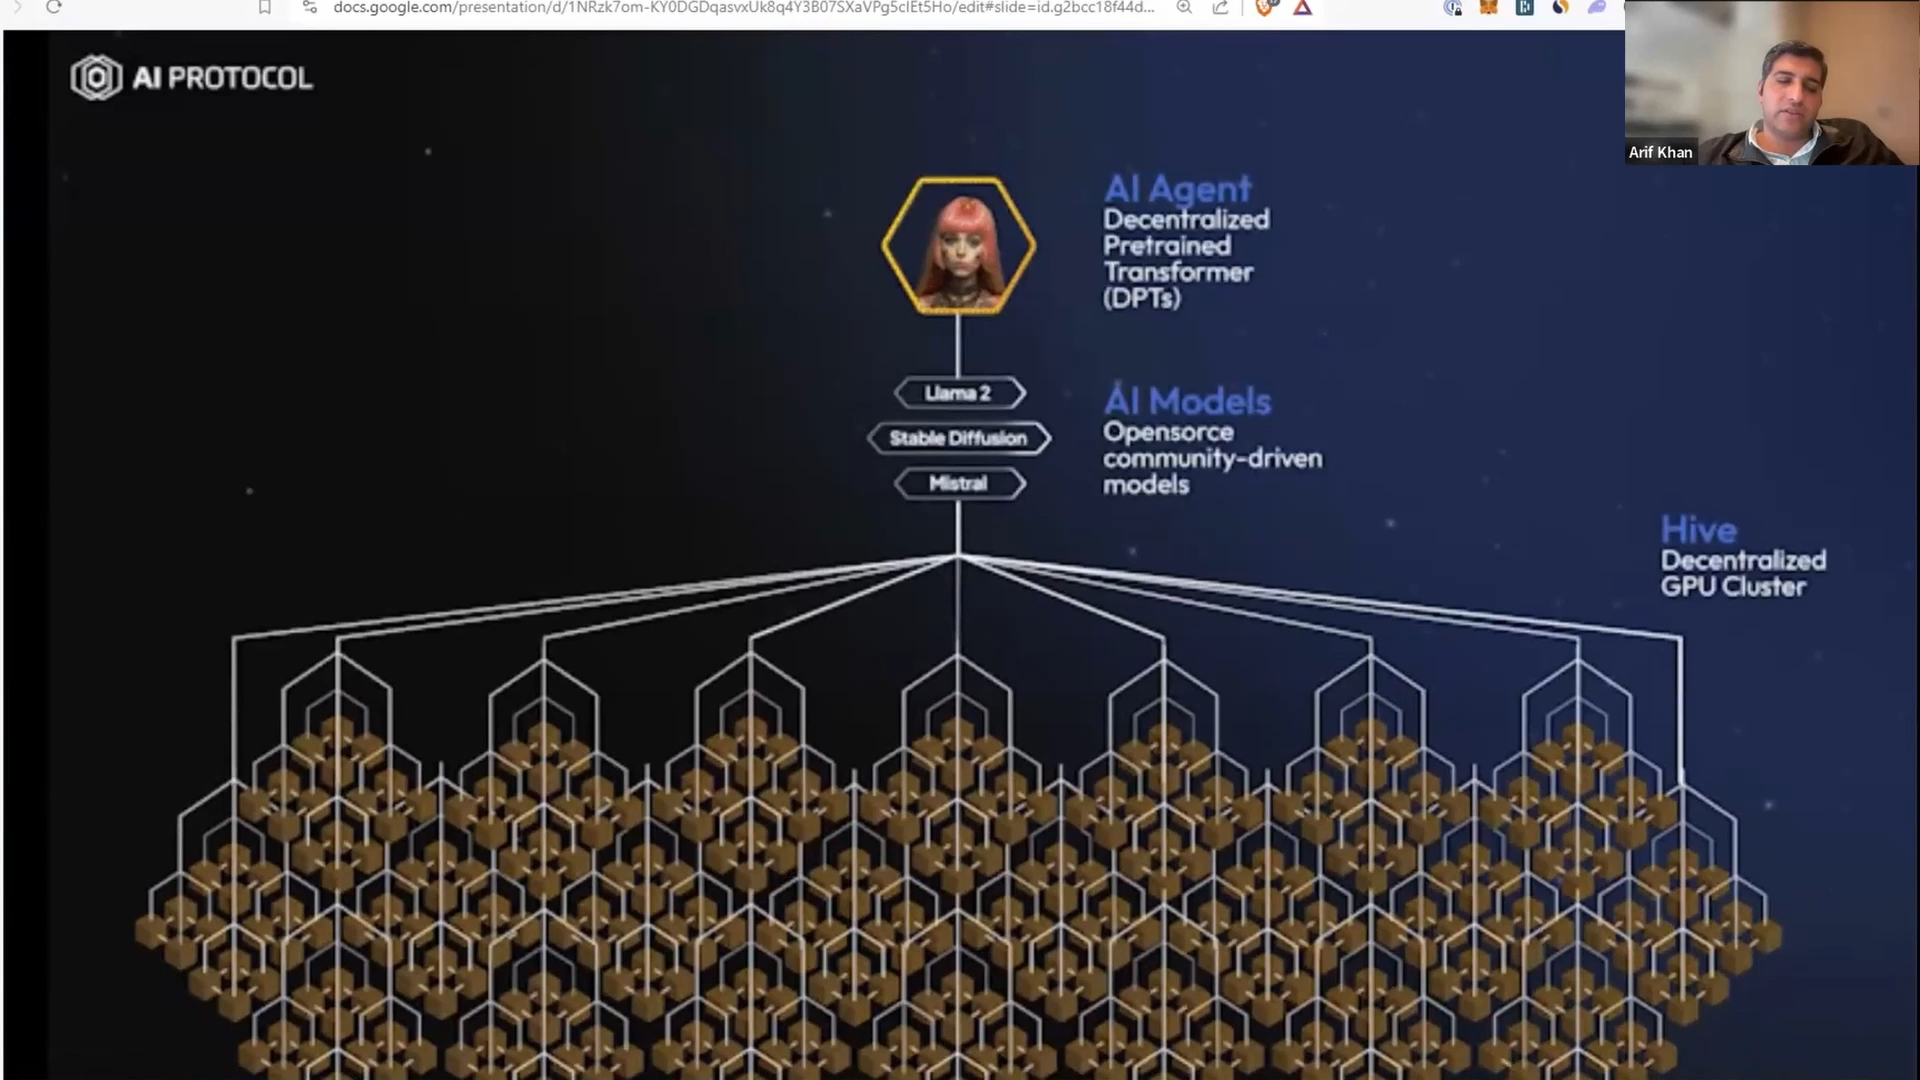 docs.google.com/presentation/d/1NRzk7om-KY0DGDqasvxUk8q4Y3B07SXaVPg5cIEt5Ho/edit#slide=id.g2bcc18f44d...
AI PROTOCOL
Arif Khan
AI Agent
Decentralized
Pretrained
Transformer
(DPTs)
Llama 2
Stable Diffusion
Mistral
AI Models
Opensorce
community-driven
models
Hive
Decentralized
GPU Cluster